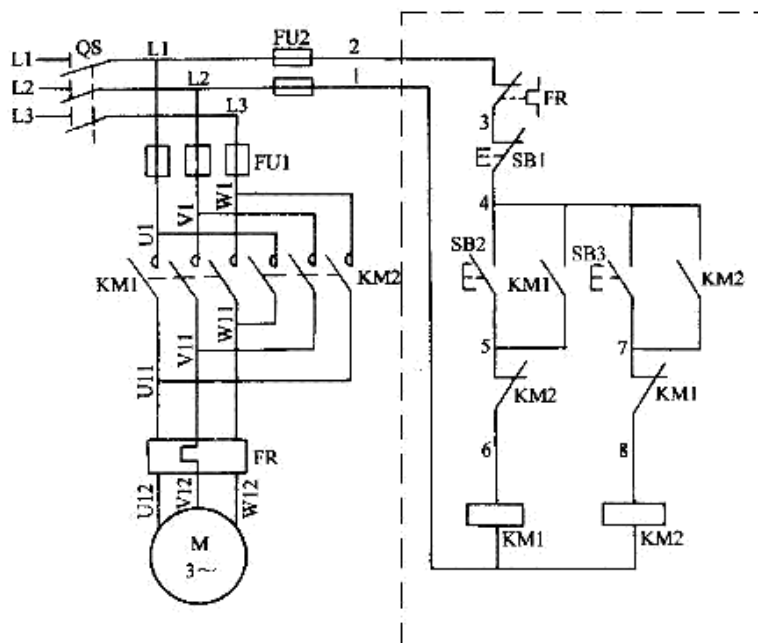 L1 QS L1 FU2 2
L2 L2 1
L3 L3
FR
3
SB1
FU1
4
U1 V1 W1
SB2 KM1 SB3 KM2
KM1 KM2
U11 V11 W11
5 7
KM2 KM1
6 8
FR
U12 V12 W12
KM1 KM2
M
3~